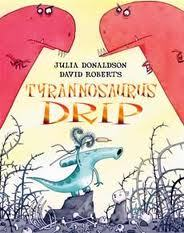 JULIA DONALDSON
DAVID ROBERTS
TYRANNOSAURUS
DRIP